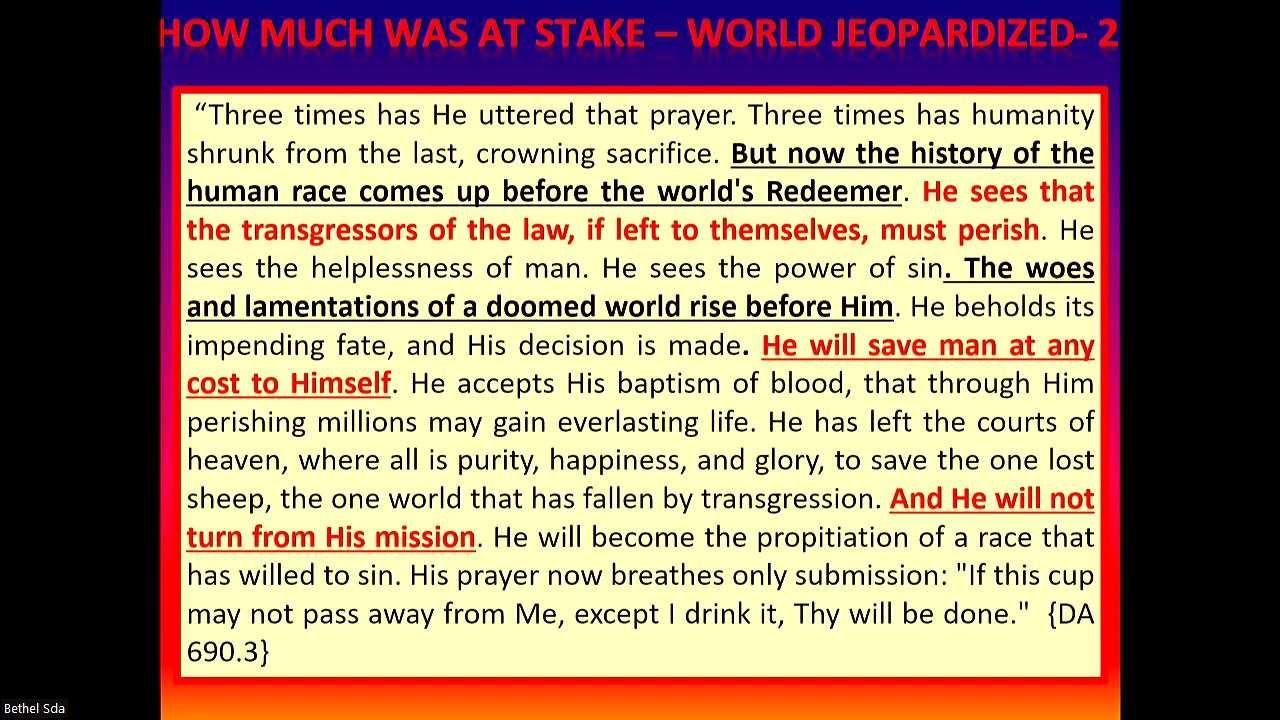 HOW MUCH WAS AT STAKE – WORLD JEOPARDIZED- 2
“Three times has He uttered that prayer. Three times has humanity
shrunk from the last, crowning sacrifice. But now the history of the
human race comes up before the world's Redeemer. He sees that
the transgressors of the law, if left to themselves, must perish. He
sees the helplessness of man. He sees the power of sin. The woes
and lamentations of a doomed world rise before Him. He beholds its
impending fate, and His decision is made. He will save man at any
cost to Himself. He accepts His baptism of blood, that through Him
perishing millions may gain everlasting life. He has left the courts of
heaven, where all is purity, happiness, and glory, to save the one lost
sheep, the one world that has fallen by transgression. And He will not
turn from His mission. He will become the propitiation of a race that
has willed to sin. His prayer now breathes only submission: "If this cup
may not pass away from Me, except I drink it, Thy will be done." {DA
690.3}
Bethel Sda